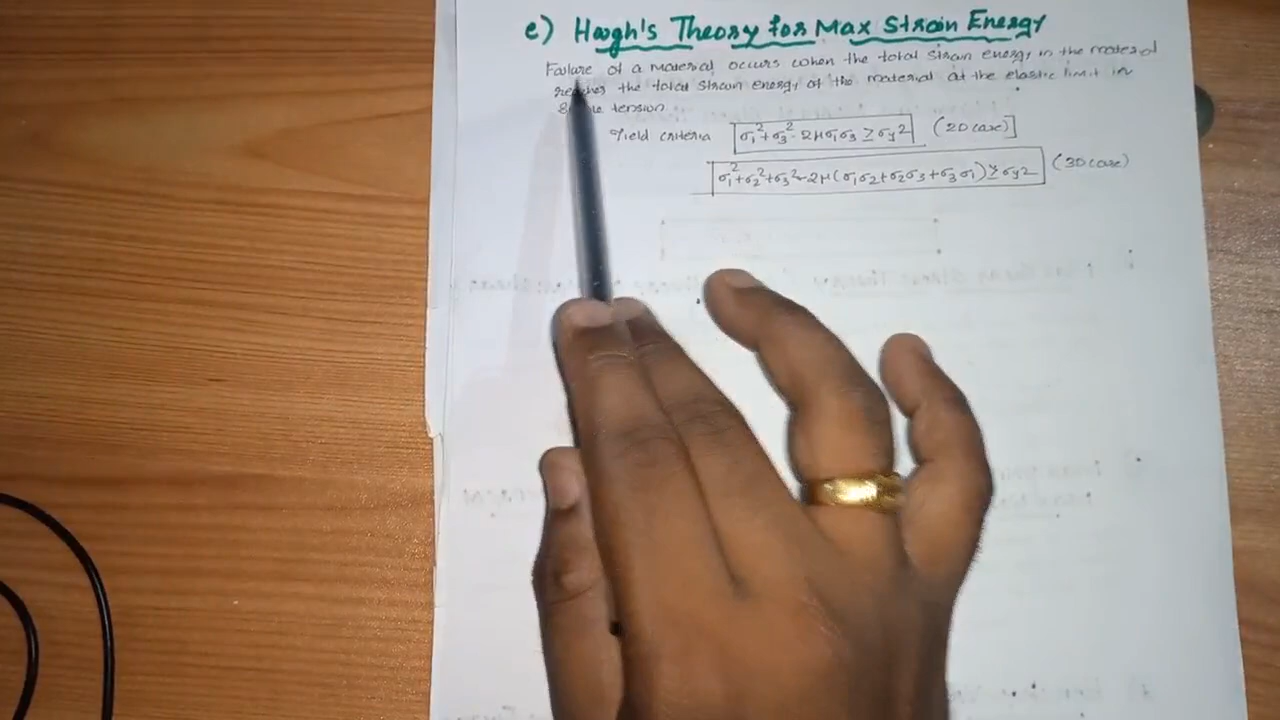 e) Haigh's Theory for Max Strain Energy
Failure of a material occurs when the total strain energy in the material
the total strain energy of the material at the elastic limit in
tension
Yield criteria σ₁² + σ₃² - 2μσ₁σ₃ ≥ σy² (2D case]
σ₁² + σ₂² + σ₃² - 2μ(σ₁σ₂ + σ₂σ₃ + σ₃σ₁) ≥ σy² (3D case)